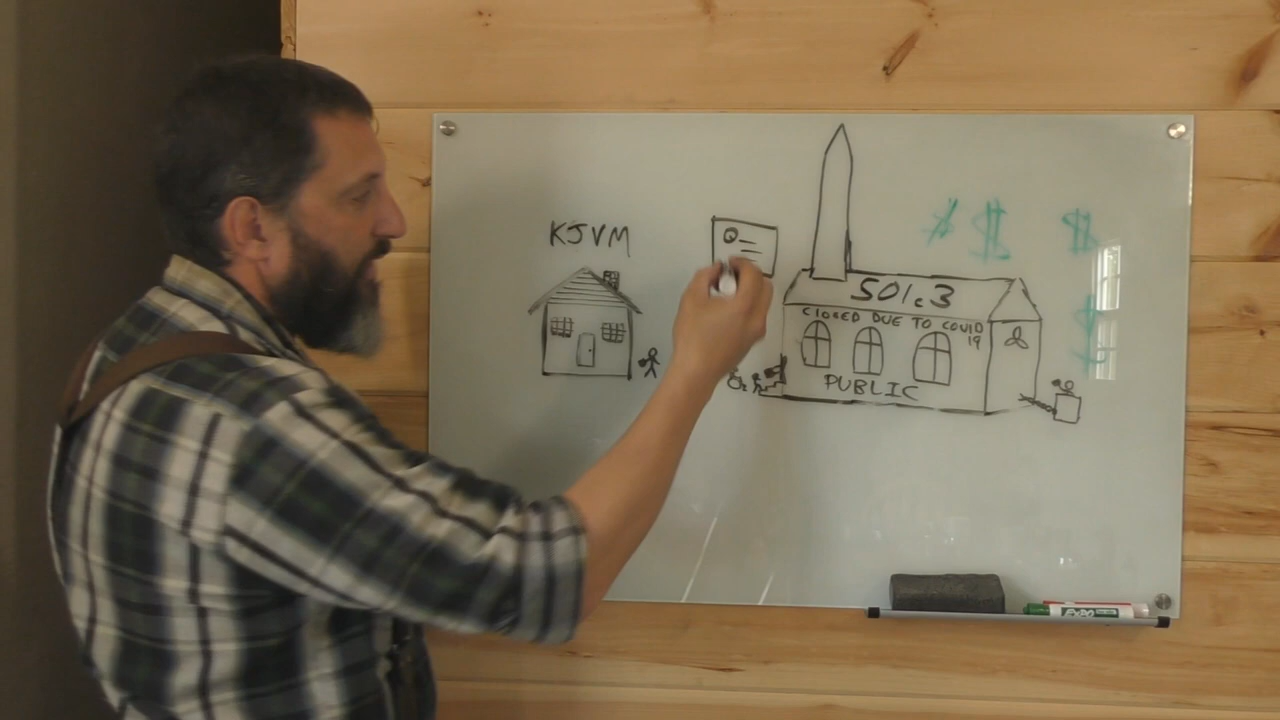 KJVM
$ $ $
501c3
CLOSED DUE TO COVID
19
$
PUBLIC
EXPO